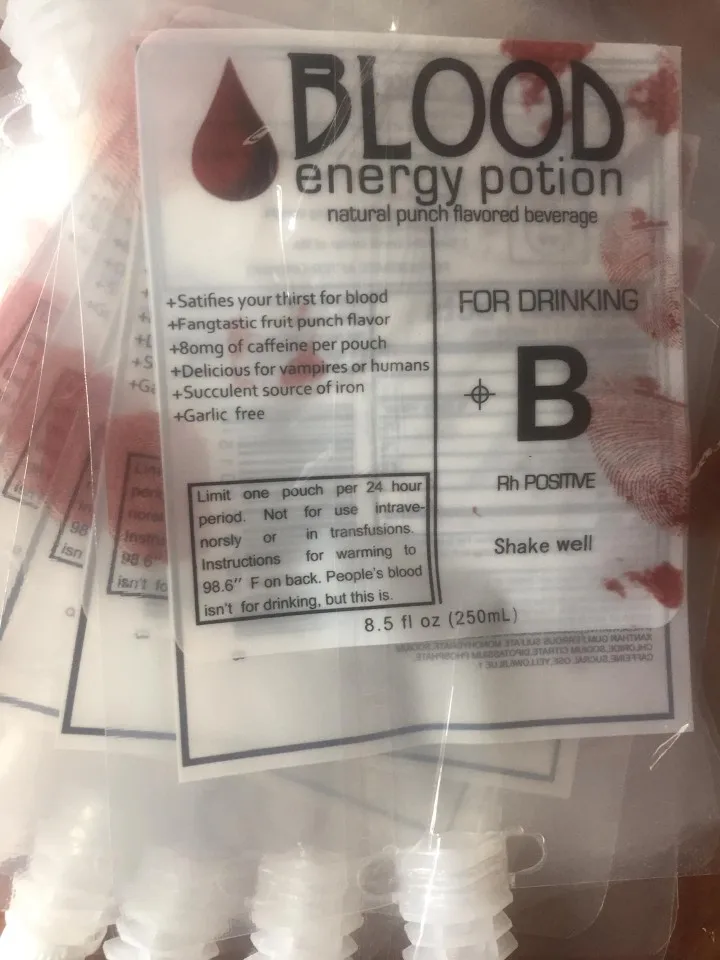 BLOOD
energy potion
natural punch flavored beverage
+Satifies your thirst for blood
+Fangtastic fruit punch flavor
+80mg of caffeine per pouch
+Delicious for vampires or humans
+Succulent source of iron
+Garlic free
Limit one pouch per 24 hour
period. Not for use intrave-
norsly or in transfusions.
Instructions for warming to
98.6″ F on back. People's blood
isn't for drinking, but this is.
FOR DRINKING
B
Rh POSITIVE
Shake well
8.5 fl oz (250mL)